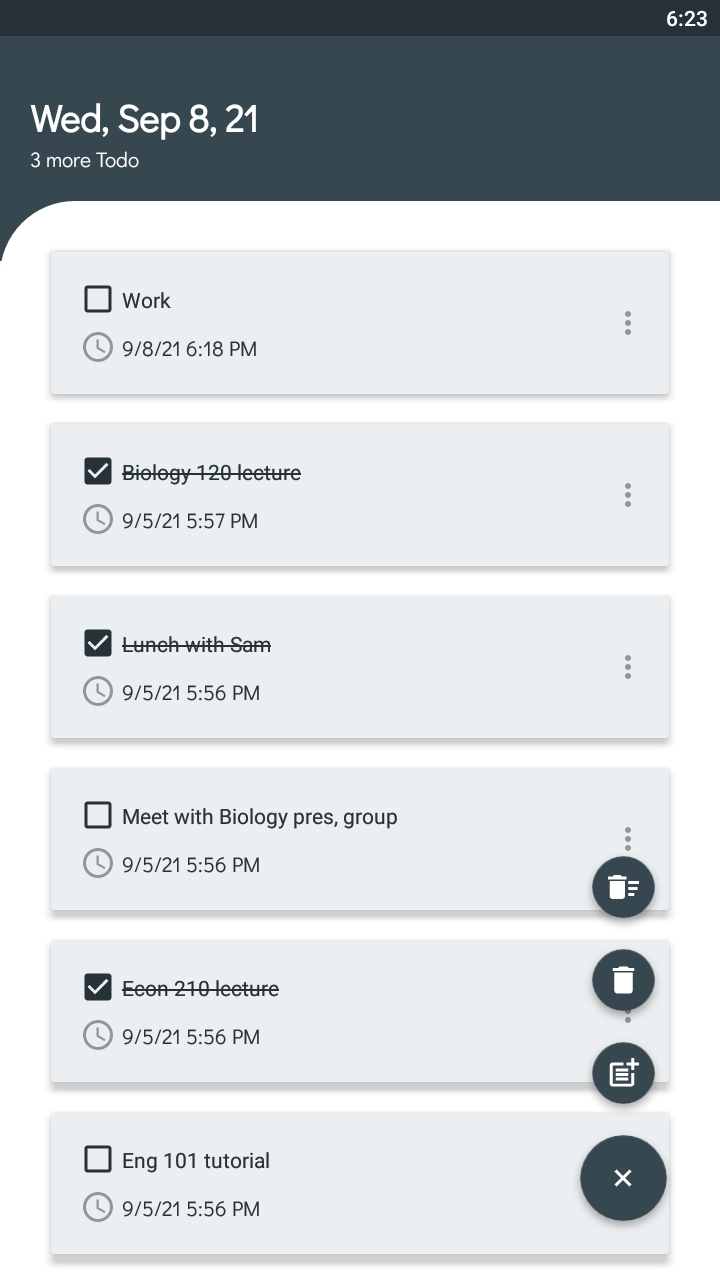 6:23
Wed, Sep 8, 21
3 more Todo
Work
9/8/21 6:18 PM
Biology 120 lecture
9/5/21 5:57 PM
Lunch with Sam
9/5/21 5:56 PM
Meet with Biology pres, group
9/5/21 5:56 PM
Econ 210 lecture
9/5/21 5:56 PM
Eng 101 tutorial
9/5/21 5:56 PM